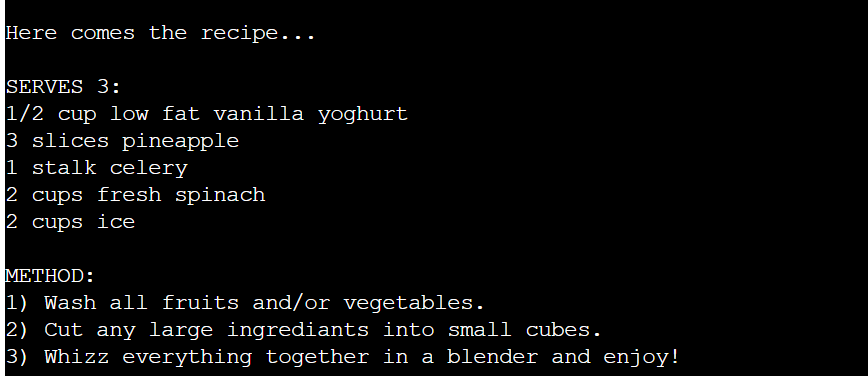 Here comes the recipe...
SERVES 3:
1/2 cup low fat vanilla yoghurt
3 slices pineapple
1 stalk celery
2 cups fresh spinach
2 cups ice
METHOD:
1) Wash all fruits and/or vegetables.
2) Cut any large ingrediants into small cubes.
3) Whizz everything together in a blender and enjoy!